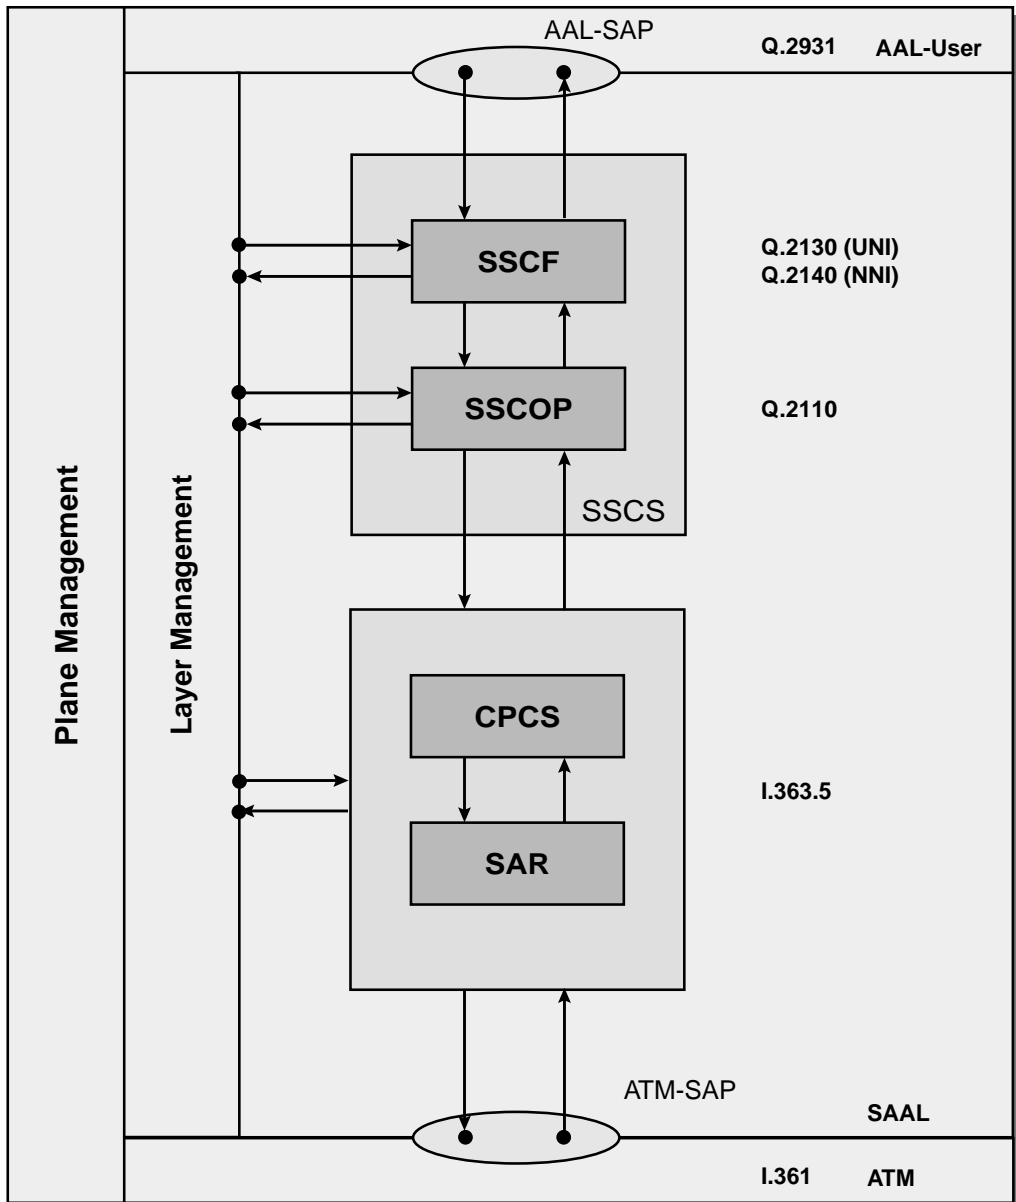 AAL-SAP
Q.2931 AAL-User
SSCF
Q.2130 (UNI)
Q.2140 (NNI)
SSCOP
Q.2110
SSCS
Plane Management
Layer Management
CPCS
I.363.5
SAR
ATM-SAP
SAAL
I.361 ATM